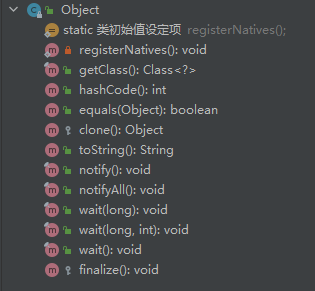 Object
static 类初始值设定项 registerNatives();
registerNatives(): void
getClass(): Class<?>
hashCode(): int
equals(Object): boolean
clone(): Object
toString(): String
notify(): void
notifyAll(): void
wait(long): void
wait(long, int): void
wait(): void
finalize(): void